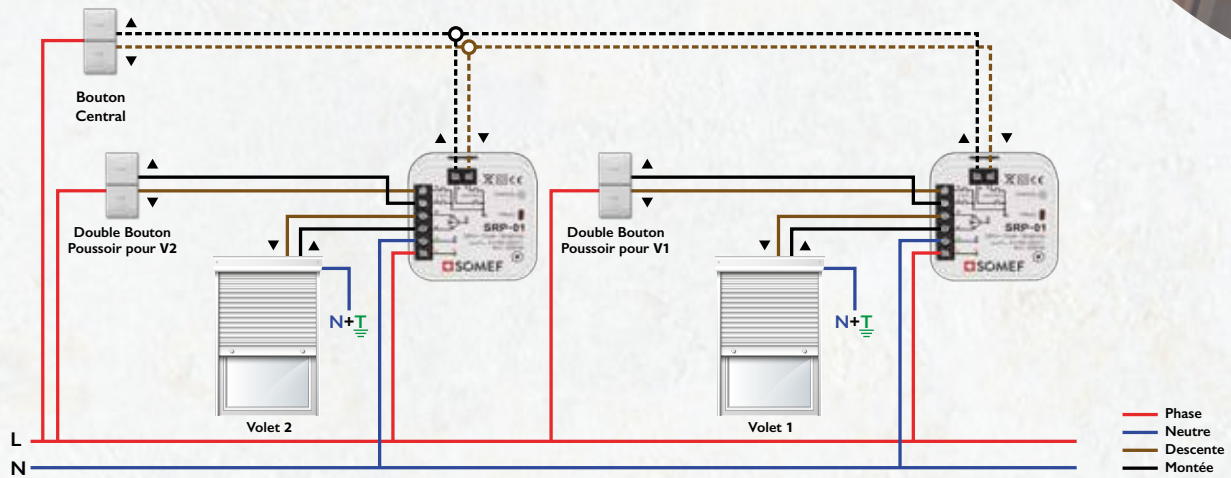 Bouton
Central
Double Bouton
Poussoir pour V2
SRP-01
SOMEF
Double Bouton
Poussoir pour V1
SRP-01
SOMEF
N+T
N+T
Volet 2
Volet 1
L
N
Phase
Neutre
Descente
Montée